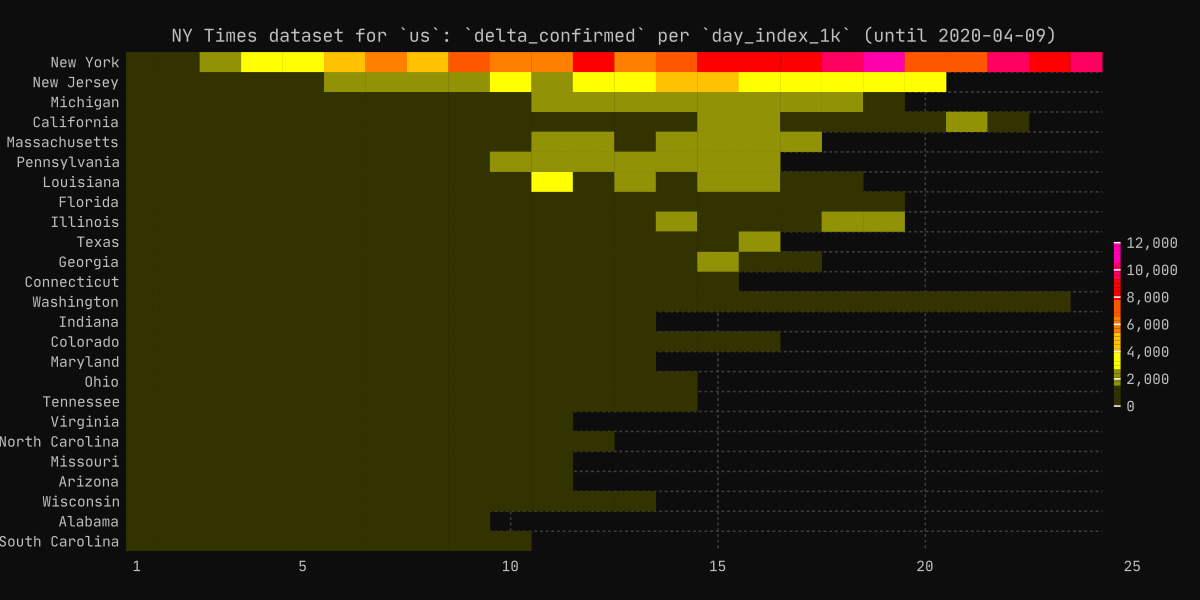 NY Times dataset for `us`: `delta_confirmed` per `day_index_1k` (until 2020-04-09)
New York
New Jersey
Michigan
California
Massachusetts
Pennsylvania
Louisiana
Florida
Illinois
Texas
Georgia
Connecticut
Washington
Indiana
Colorado
Maryland
Ohio
Tennessee
Virginia
North Carolina
Missouri
Arizona
Wisconsin
Alabama
South Carolina
1 5 10 15 20 25
12,000
10,000
8,000
6,000
4,000
2,000
0